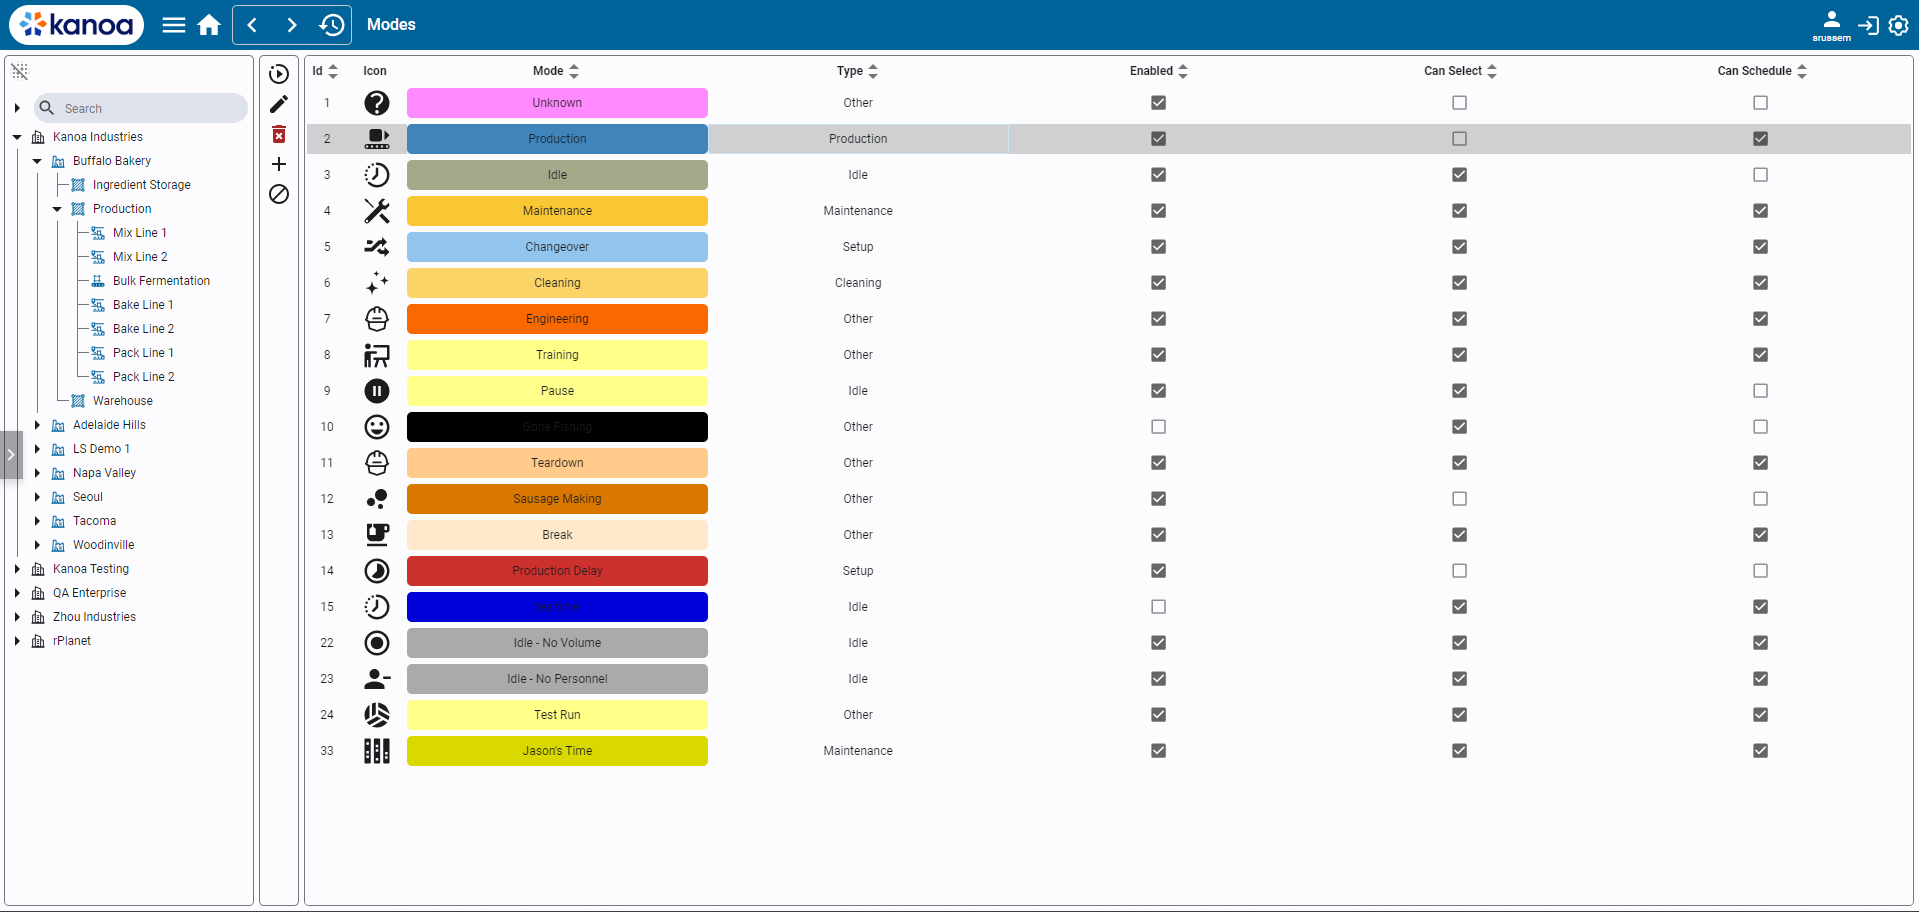 kanoa
Modes
srussem
Search
Kanoa Industries
Buffalo Bakery
Ingredient Storage
Production
Mix Line 1
Mix Line 2
Bulk Fermentation
Bake Line 1
Bake Line 2
Pack Line 1
Pack Line 2
Warehouse
Adelaide Hills
LS Demo 1
Napa Valley
Seoul
Tacoma
Woodinville
Kanoa Testing
QA Enterprise
Zhou Industries
rPlanet
Id Icon Mode Type Enabled Can Select Can Schedule
1 Unknown Other
2 Production Production
3 Idle Idle
4 Maintenance Maintenance
5 Changeover Setup
6 Cleaning Cleaning
7 Engineering Other
8 Training Other
9 Pause Idle
10 Gone Fishing Other
11 Teardown Other
12 Sausage Making Other
13 Break Other
14 Production Delay Setup
15 Idle
22 Idle - No Volume Idle
23 Idle - No Personnel Idle
24 Test Run Other
33 Jason's Time Maintenance